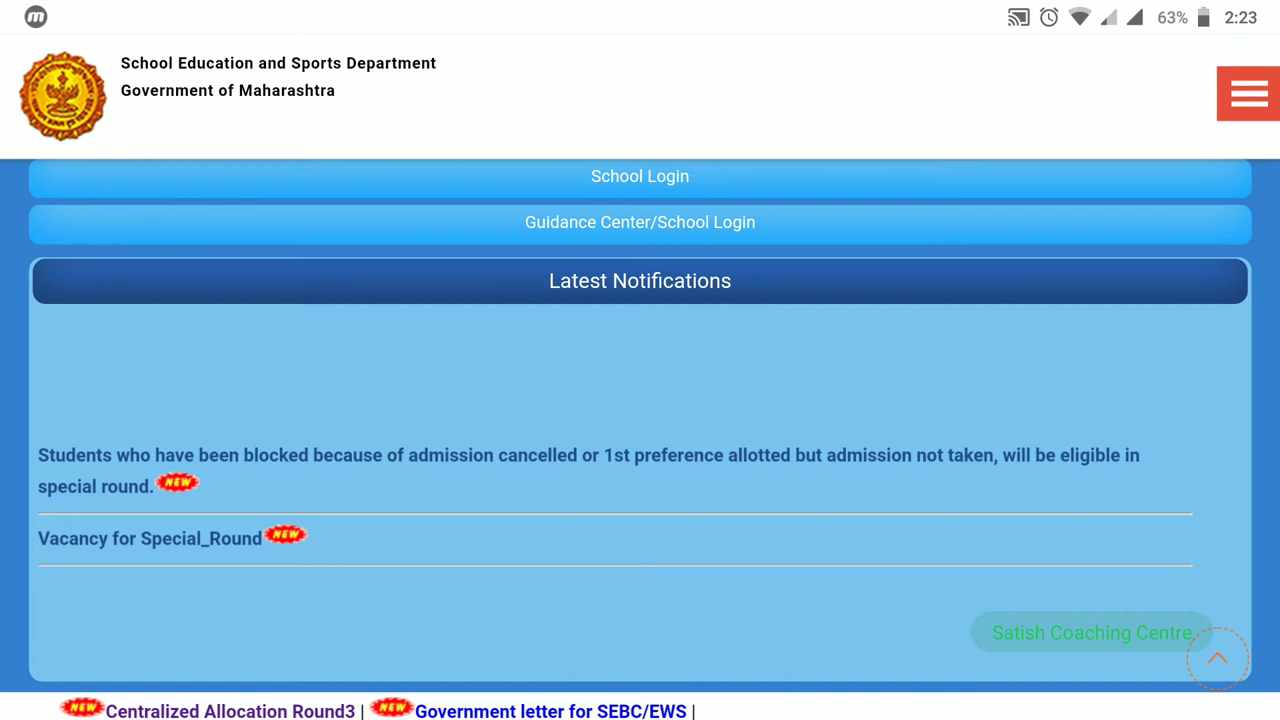 63% 2:23
School Education and Sports Department
Government of Maharashtra
School Login
Guidance Center/School Login
Latest Notifications
Students who have been blocked because of admission cancelled or 1st preference allotted but admission not taken, will be eligible in
special round. NEW
Vacancy for Special_Round NEW
Satish Coaching Centre
NEW Centralized Allocation Round3 | NEW Government letter for SEBC/EWS |